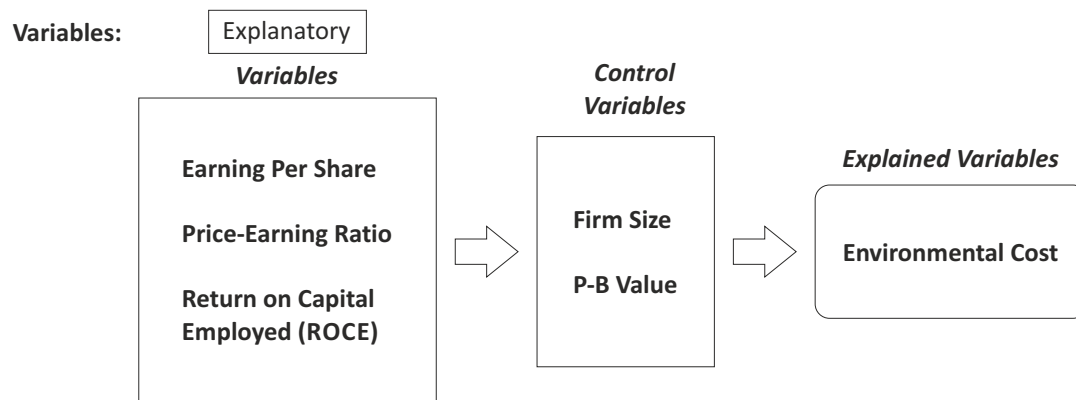 Variables:
Explanatory
Variables
Earning Per Share
Price-Earning Ratio
Return on Capital
Employed (ROCE)
Control
Variables
Firm Size
P-B Value
Explained Variables
Environmental Cost